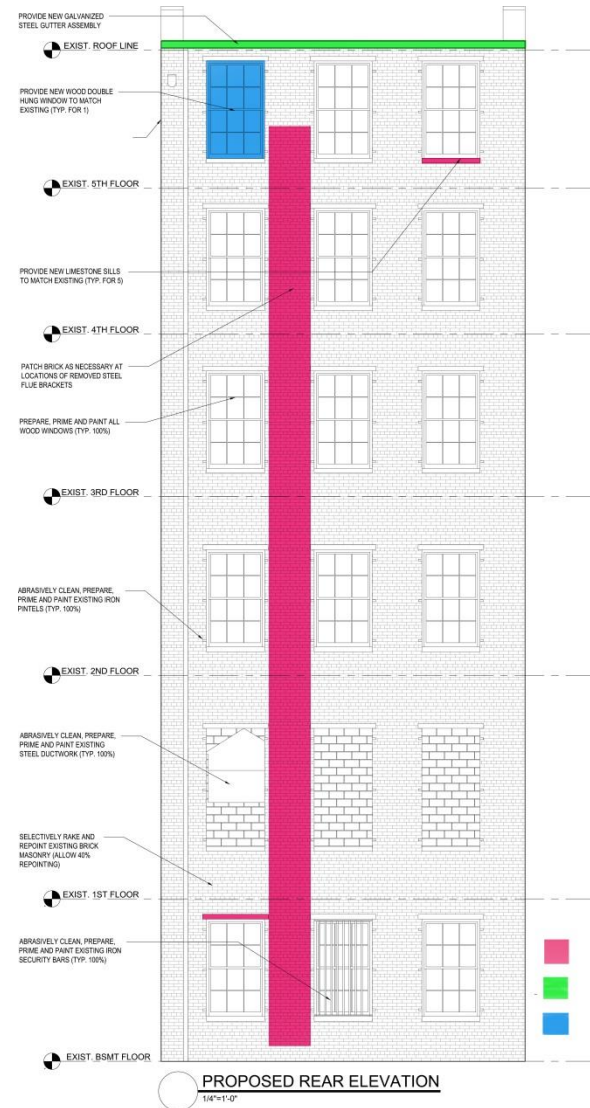 PROVIDE NEW GALVANIZED
STEEL GUTTER ASSEMBLY
EXIST. ROOF LINE
PROVIDE NEW WOOD DOUBLE
HUNG WINDOW TO MATCH
EXISTING (TYP. FOR 1)
EXIST. 5TH FLOOR
PROVIDE NEW LIMESTONE SILLS
TO MATCH EXISTING (TYP. FOR 5)
EXIST. 4TH FLOOR
PATCH BRICK AS NECESSARY AT
LOCATIONS OF REMOVED STEEL
FLUE BRACKETS
PREPARE, PRIME AND PAINT ALL
WOOD WINDOWS (TYP. 100%)
EXIST. 3RD FLOOR
ABRASIVELY CLEAN, PREPARE,
PRIME AND PAINT EXISTING IRON
PINTELS (TYP. 100%)
EXIST. 2ND FLOOR
ABRASIVELY CLEAN, PREPARE,
PRIME AND PAINT EXISTING
STEEL DUCTWORK (TYP. 100%)
SELECTIVELY RAKE AND
REPOINT EXISTING BRICK
MASONRY (ALLOW 40%
REPOINTING)
EXIST. 1ST FLOOR
ABRASIVELY CLEAN, PREPARE,
PRIME AND PAINT EXISTING IRON
SECURITY BARS (TYP. 100%)
EXIST. BSMT FLOOR
PROPOSED REAR ELEVATION
1/4"=1'-0"